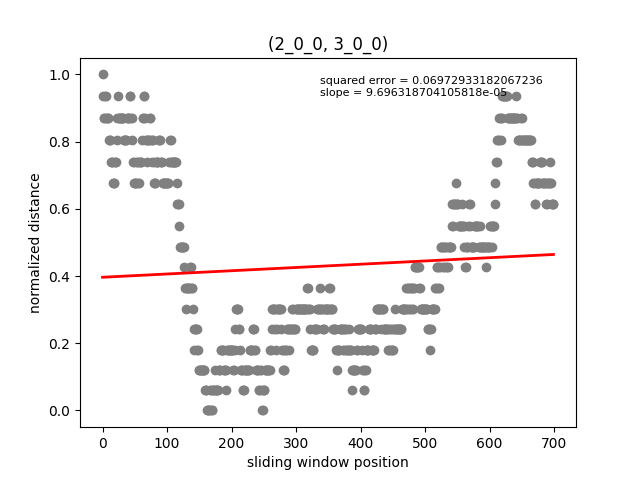 (2_0_0, 3_0_0)
squared error = 0.06972933182067236
slope = 9.696318704105818e-05
normalized distance
1.0
0.8
0.6
0.4
0.2
0.0
0 100 200 300 400 500 600 700
sliding window position